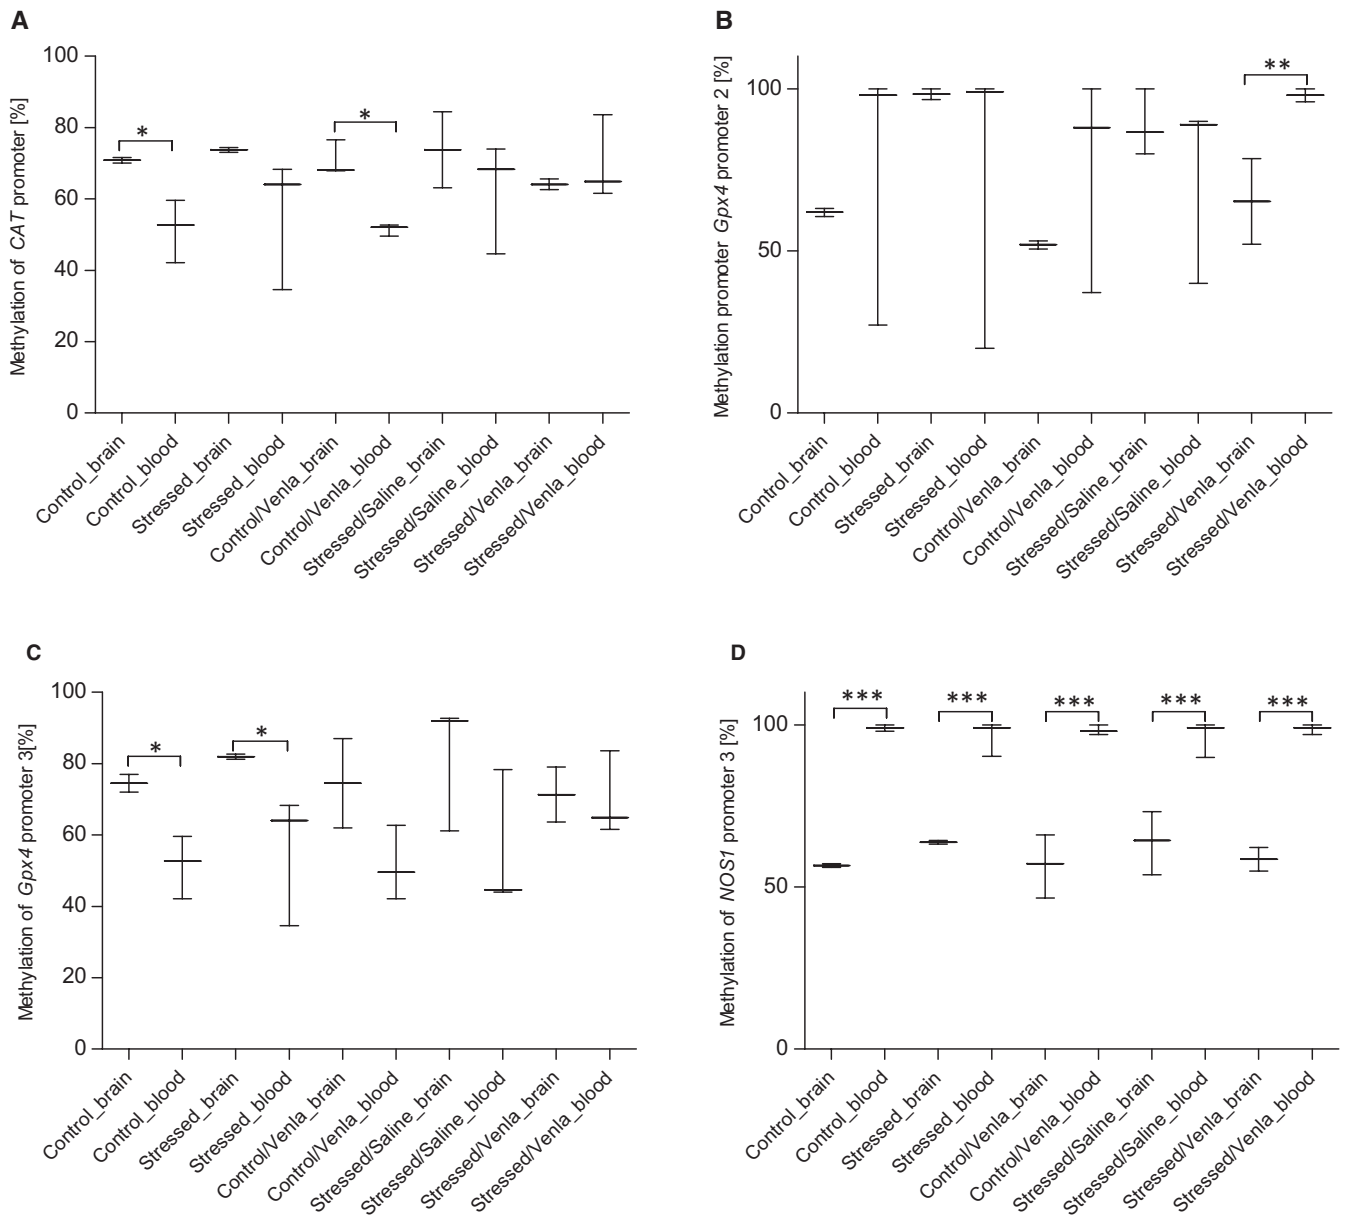 A
Methylation of CAT promoter [%]
100
80
60
40
20
0
*
*
Control_brain
Control_blood
Stressed_brain
Stressed_blood
Control/Venla_brain
Control/Venla_blood
Stressed/Saline_brain
Stressed/Saline_blood
Stressed/Venla_brain
Stressed/Venla_blood
B
Methylation promoter Gpx4 promoter 2 [%]
100
50
0
**
Control_brain
Control_blood
Stressed_brain
Stressed_blood
Control/Venla_brain
Control/Venla_blood
Stressed/Saline_brain
Stressed/Saline_blood
Stressed/Venla_brain
Stressed/Venla_blood
C
Methylation of Gpx4 promoter 3[%]
100
80
60
40
20
0
*
*
Control_brain
Control_blood
Stressed_brain
Stressed_blood
Control/Venla_brain
Control/Venla_blood
Stressed/Saline_brain
Stressed/Saline_blood
Stressed/Venla_brain
Stressed/Venla_blood
D
Methylation of NOS1 promoter 3 [%]
100
50
0
***
***
***
***
***
Control_brain
Control_blood
Stressed_brain
Stressed_blood
Control/Venla_brain
Control/Venla_blood
Stressed/Saline_brain
Stressed/Saline_blood
Stressed/Venla_brain
Stressed/Venla_blood